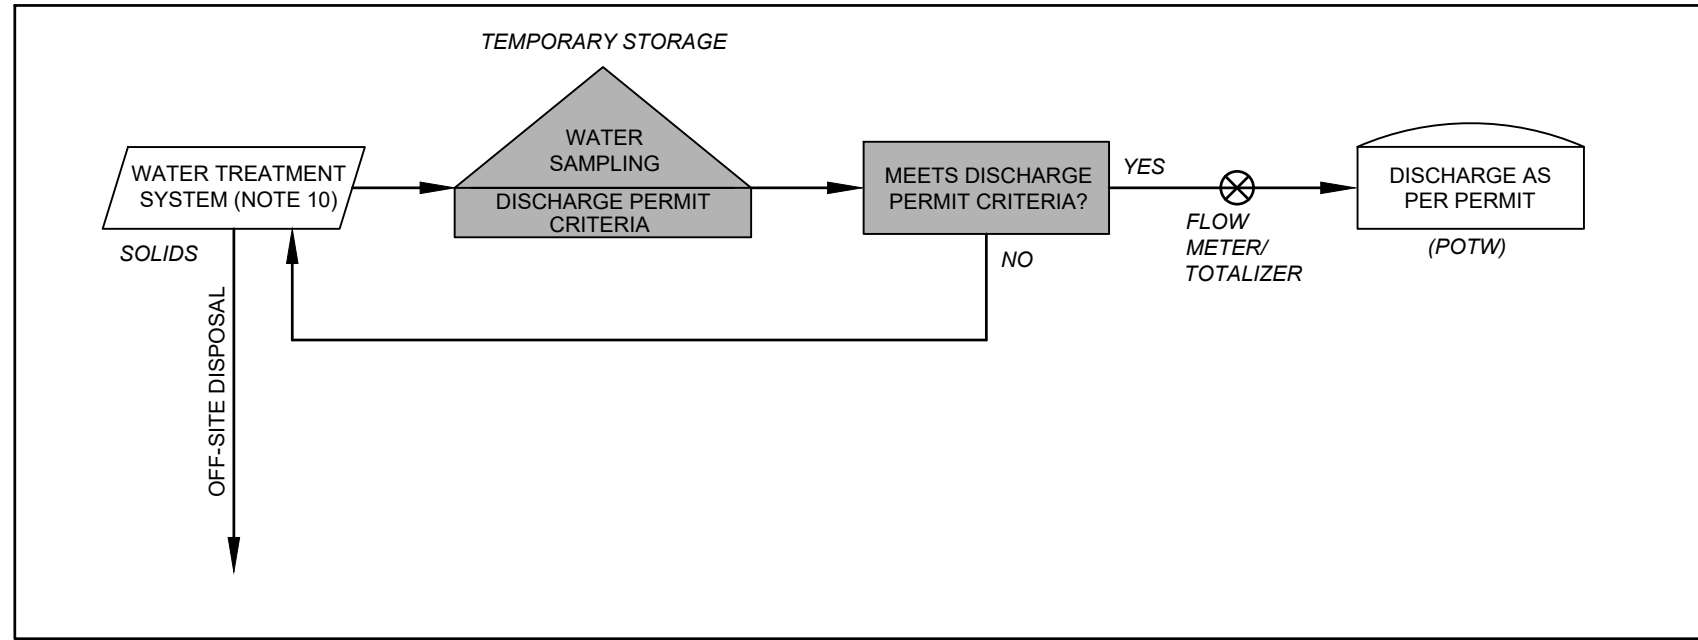 TEMPORARY STORAGE
WATER
SAMPLING
DISCHARGE PERMIT
CRITERIA
WATER TREATMENT
SYSTEM (NOTE 10)
SOLIDS
OFF-SITE DISPOSAL
MEETS DISCHARGE
PERMIT CRITERIA?
YES
NO
FLOW
METER/
TOTALIZER
DISCHARGE AS
PER PERMIT
(POTW)